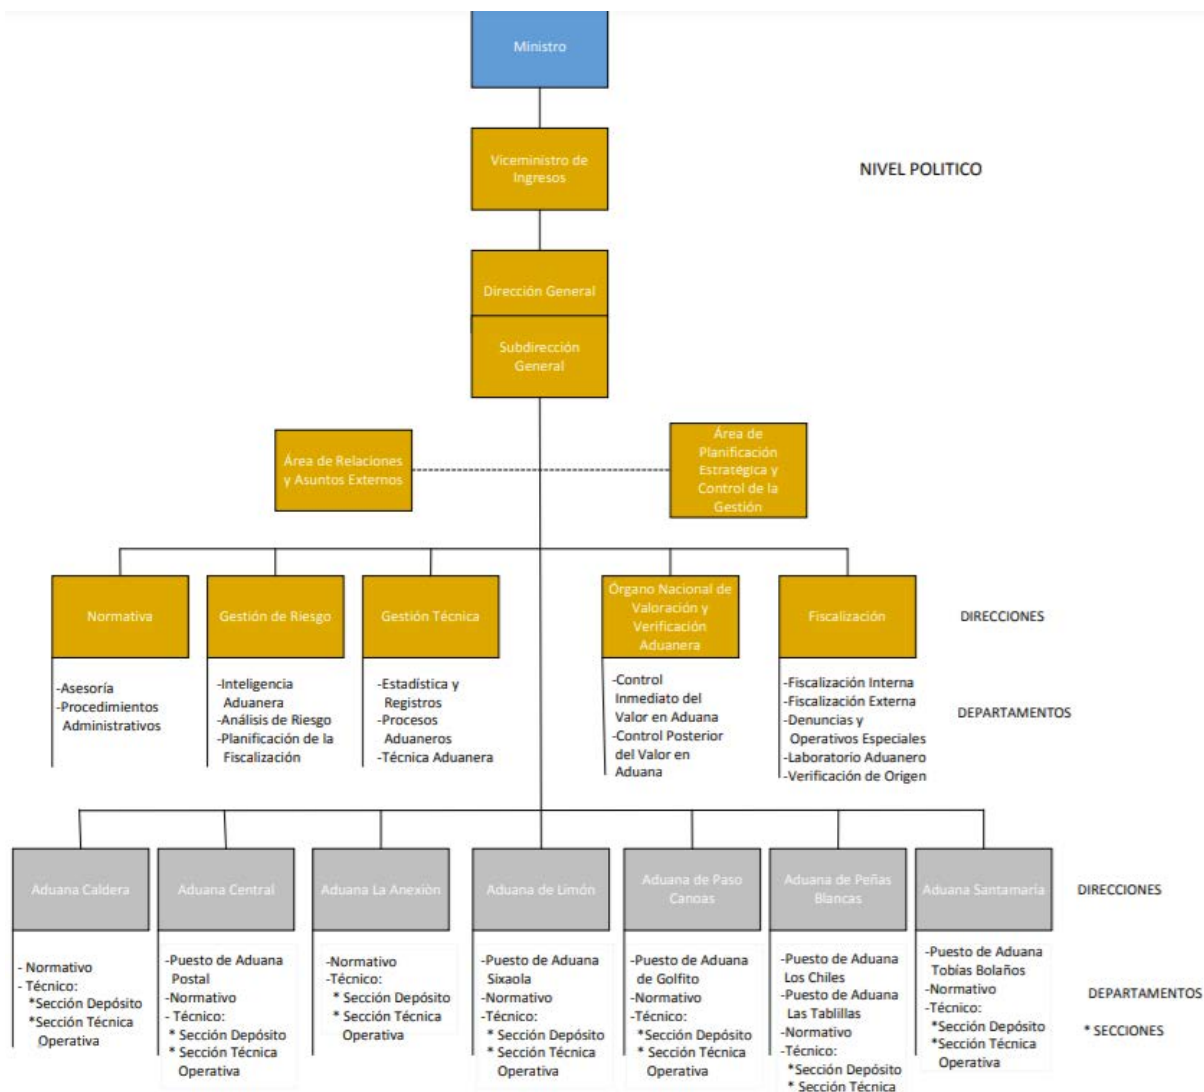 Ministro
Viceministro de
Ingresos
NIVEL POLITICO
Dirección General
Subdirección
General
Área de Relaciones
y Asuntos Externos
Área de
Planificación
Estratégica y
Control de la
Gestión
Normativa
Gestión de Riesgo
Gestión Técnica
Órgano Nacional de
Valoración y
Verificación
Aduanera
Fiscalización
DIRECCIONES
-Asesoría
-Procedimientos
Administrativos
-Inteligencia
Aduanera
-Análisis de Riesgo
-Planificación de la
Fiscalización
-Estadística y
Registros
-Procesos
Aduaneros
-Técnica Aduanera
-Control
Inmediato del
Valor en Aduana
-Control Posterior
del Valor en
Aduana
-Fiscalización Interna
-Fiscalización Externa
-Denuncias y
Operativos Especiales
-Laboratorio Aduanero
-Verificación de Origen
DEPARTAMENTOS
Aduana Caldera
Aduana Central
Aduana La Anexión
Aduana de Limón
Aduana de Paso
Canoas
Aduana de Peñas
Blancas
Aduana Santamaría
DIRECCIONES
- Normativo
- Técnico:
*Sección Depósito
*Sección Técnica
Operativa
-Puesto de Aduana
Postal
-Normativo
- Técnico:
* Sección Depósito
* Sección Técnica
Operativa
-Normativo
-Técnico:
* Sección Depósito
* Sección Técnica
Operativa
-Puesto de Aduana
Sixaola
-Normativo
-Técnico:
* Sección Depósito
* Sección Técnica
Operativa
-Puesto de Aduana
de Golfito
-Normativo
-Técnico:
*Sección Depósito
* Sección Técnica
Operativa
-Puesto de Aduana
Los Chiles
-Puesto de Aduana
Las Tablillas
-Normativo
-Técnico:
*Sección Depósito
* Sección Técnica
-Puesto de Aduana
Tobías Bolaños
-Normativo
-Técnico:
*Sección Depósito
*Sección Técnica
Operativa
DEPARTAMENTOS
* SECCIONES